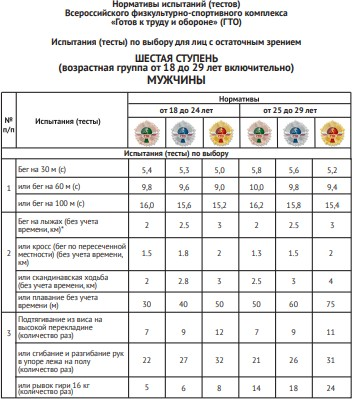 Нормативы испытаний (тестов)
Всероссийского физкультурно-спортивного комплекса
«Готов к труду и обороне» (ГТО)
Испытания (тесты) по выбору для лиц с остаточным зрением
ШЕСТАЯ СТУПЕНЬ
(возрастная группа от 18 до 29 лет включительно)
МУЖЧИНЫ
№ п/п Испытания (тесты) Нормативы
от 18 до 24 лет от 25 до 29 лет
Испытания (тесты) по выбору
1 Бег на 30 м (с) 5,4 5,3 5,0 5,8 5,6 5,2
или бег на 60 м (с) 9,8 9,6 9,0 10,0 9,8 9,4
или бег на 100 м (с) 16,0 15,6 15,2 16,2 15,8 15,4
2 Бег на лыжах (без учета
времени, км)* 2 2.5 3 2 2.5 3
или кросс (бег по пересеченной
местности) (без учета времени, км) 1.5 1.8 2 1.3 1.5 2
или скандинавская ходьба
(без учета времени, км) 2 2.8 3 2.5 3 4
или плавание без учета
времени (м) 30 40 50 50 60 75
3 Подтягивание из виса на
высокой перекладине
(количество раз) 7 9 12 7 9 11
или сгибание и разгибание рук
в упоре лежа на полу
(количество раз) 22 27 32 21 26 31
или рывок гири 16 кг
(количество раз) 5 6 8 14 18 24